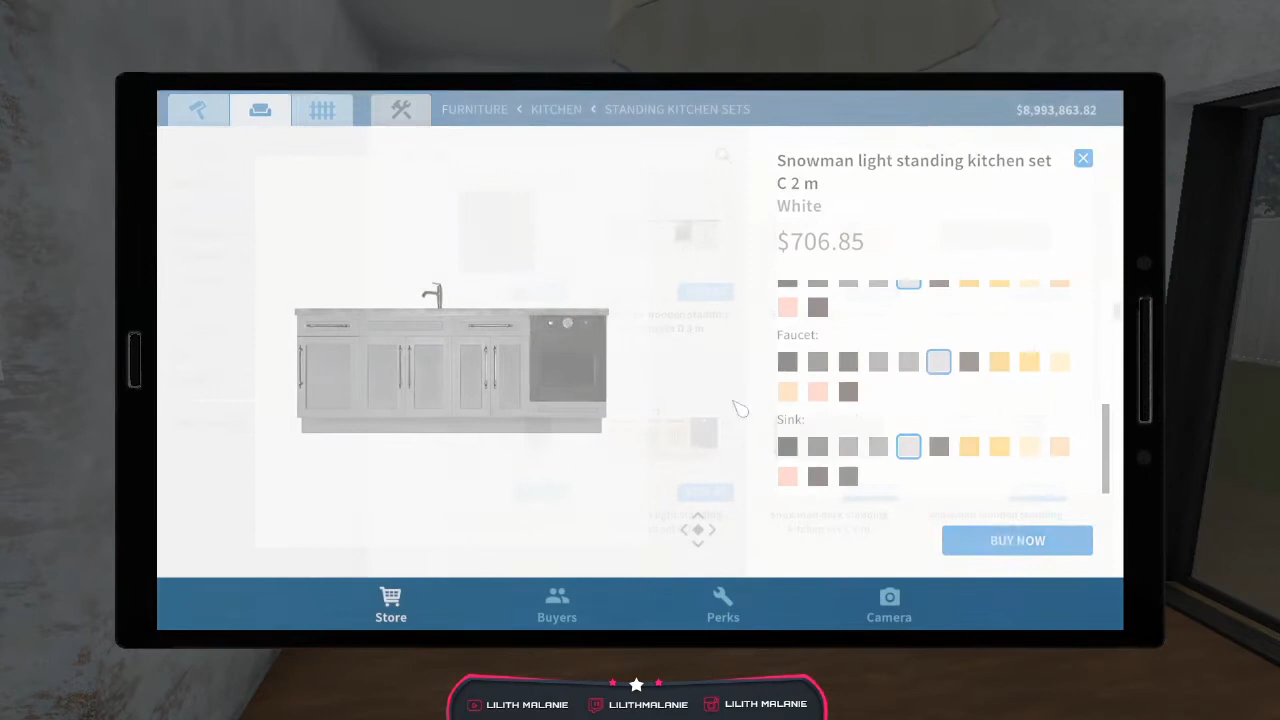 FURNITURE < KITCHEN < STANDING KITCHEN SETS
$8,993,863.82
Snowman light standing kitchen set
C 2 m
White
$706.85
Faucet:
Sink:
BUY NOW
Store
Buyers
Perks
Camera
LILITH MALANIE
LILITHMALANIE
LILITH MALANIE